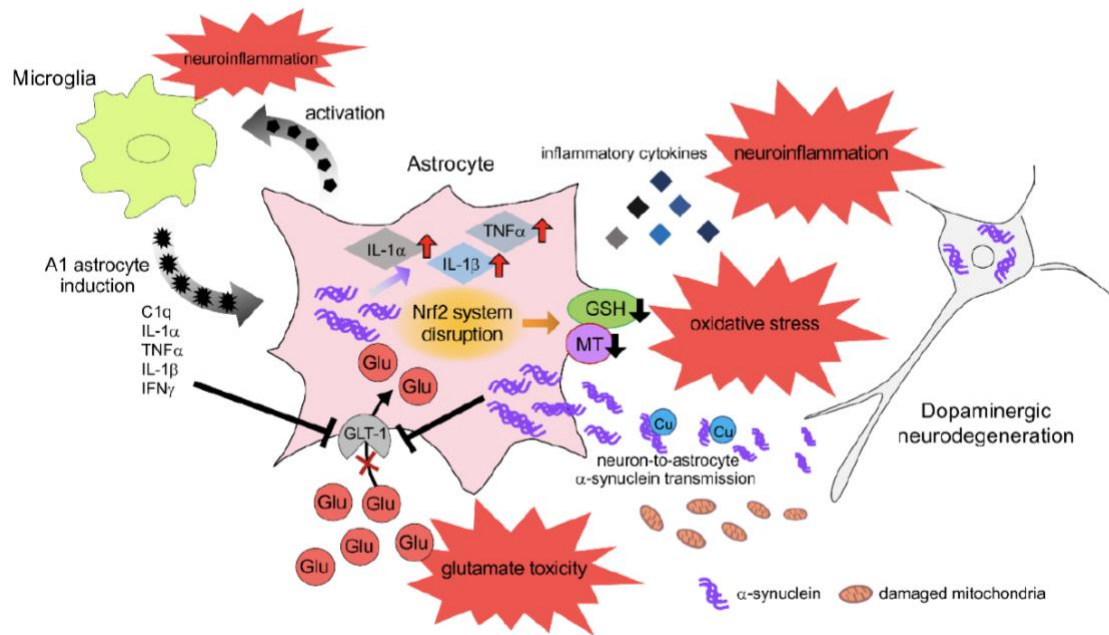 neuroinflammation
Microglia
activation
Astrocyte
inflammatory cytokines
neuroinflammation
TNFα
IL-1α
IL-1β
A1 astrocyte
induction
C1q
IL-1α
TNFα
IL-1β
IFNγ
Nrf2 system
disruption
GSH
MT
oxidative stress
Glu
Glu
GLT-1
Cu
Cu
neuron-to-astrocyte
α-synuclein transmission
Dopaminergic
neurodegeneration
Glu
Glu
Glu
Glu
Glu
glutamate toxicity
α-synuclein
damaged mitochondria